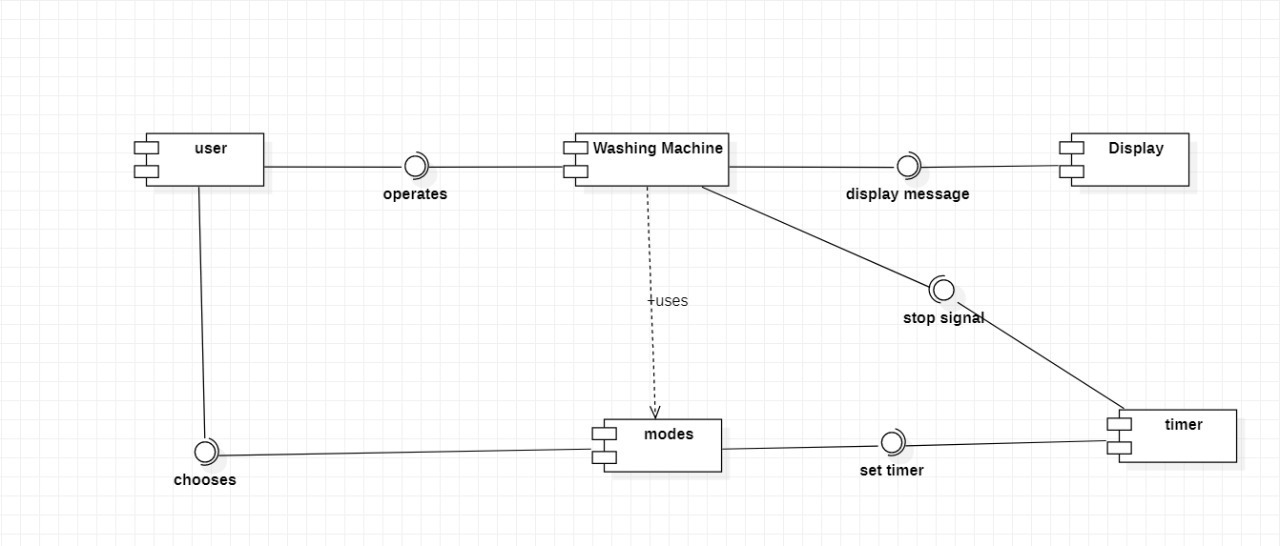 user
Washing Machine
Display
operates
display message
+uses
stop signal
modes
timer
set timer
chooses